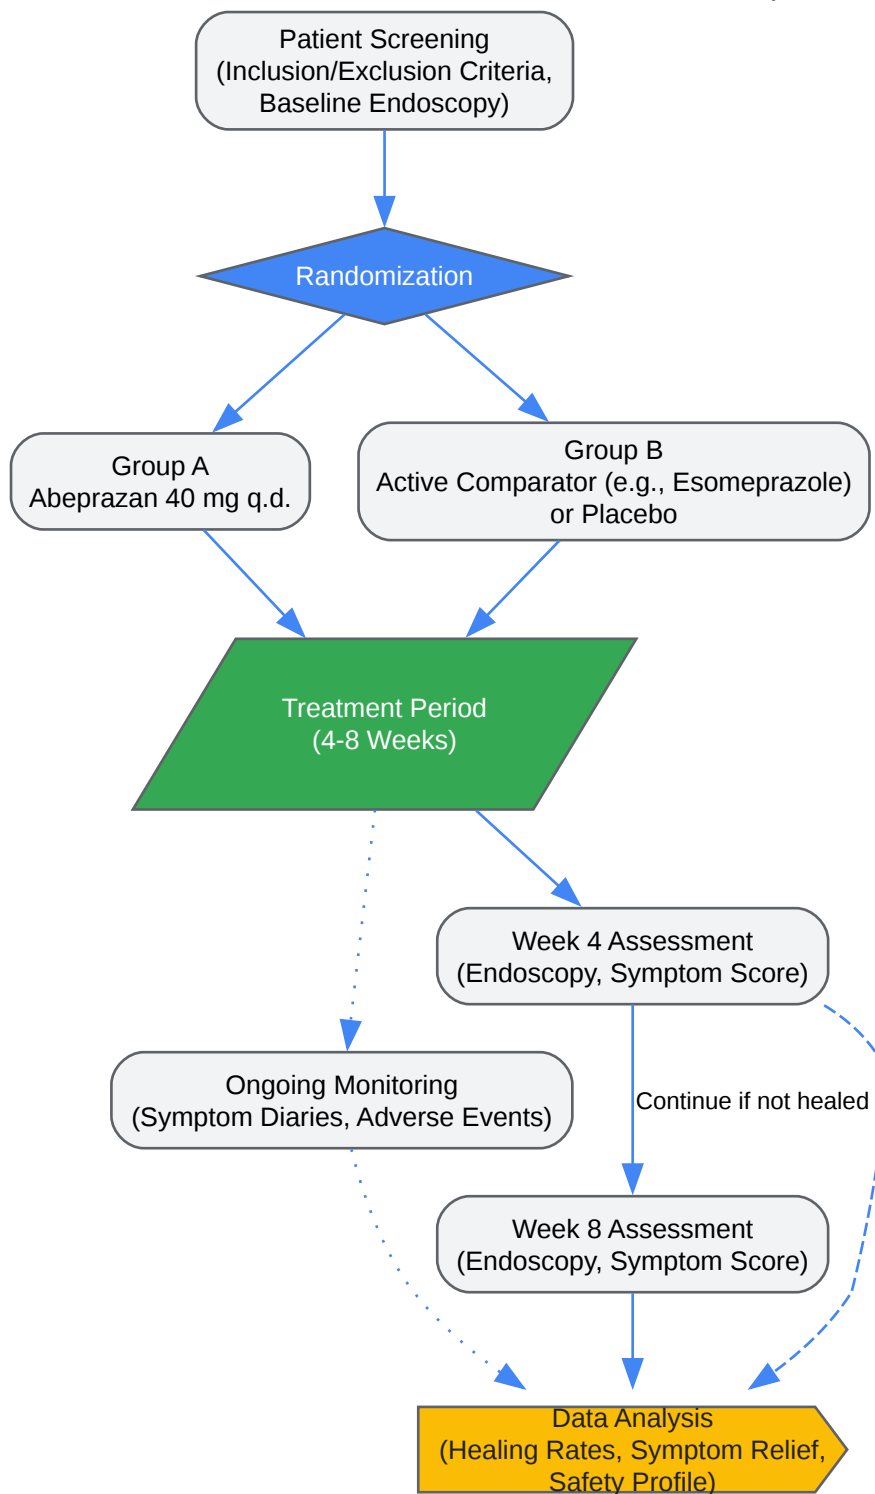 Patient Screening
(Inclusion/Exclusion Criteria,
Baseline Endoscopy)
Randomization
Group A
Abeprazan 40 mg q.d.
Group B
Active Comparator (e.g., Esomeprazole)
or Placebo
Treatment Period
(4-8 Weeks)
Week 4 Assessment
(Endoscopy, Symptom Score)
Ongoing Monitoring
(Symptom Diaries, Adverse Events)
Continue if not healed
Week 8 Assessment
(Endoscopy, Symptom Score)
Data Analysis
(Healing Rates, Symptom Relief,
Safety Profile)